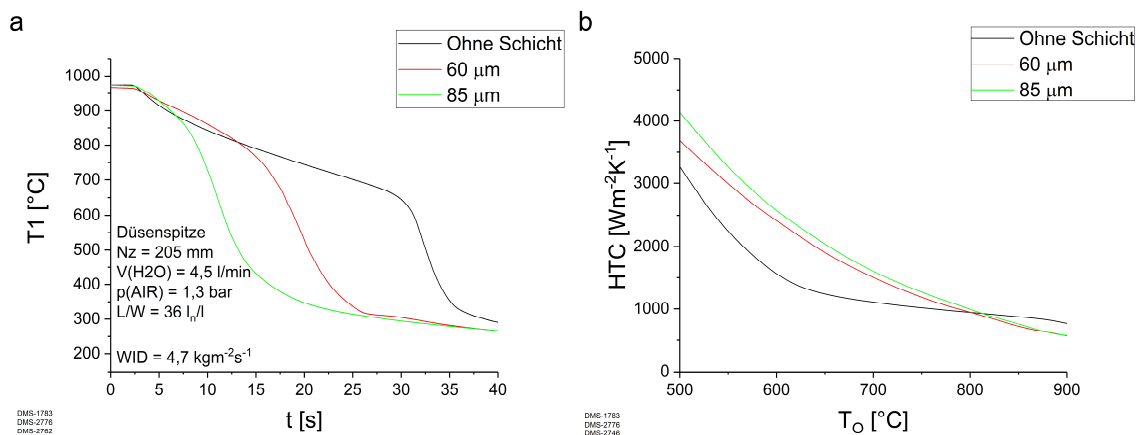 a
Ohne Schicht
60 µm
85 µm
1000
900
800
700
600
500
400
300
200
T1 [°C]
Düsenspitze
Nz = 205 mm
V(H2O) = 4,5 l/min
p(AIR) = 1,3 bar
L/W = 36 lₙ/l
WID = 4,7 kgm⁻²s⁻¹
0 5 10 15 20 25 30 35 40
t [s]
DMS-1783
DMS-2776
DMS-2762
b
Ohne Schicht
60 µm
85 µm
5000
4000
3000
2000
1000
0
HTC [Wm⁻²K⁻¹]
500 600 700 800 900
T_O [°C]
DMS-1783
DMS-2776
DMS-2746